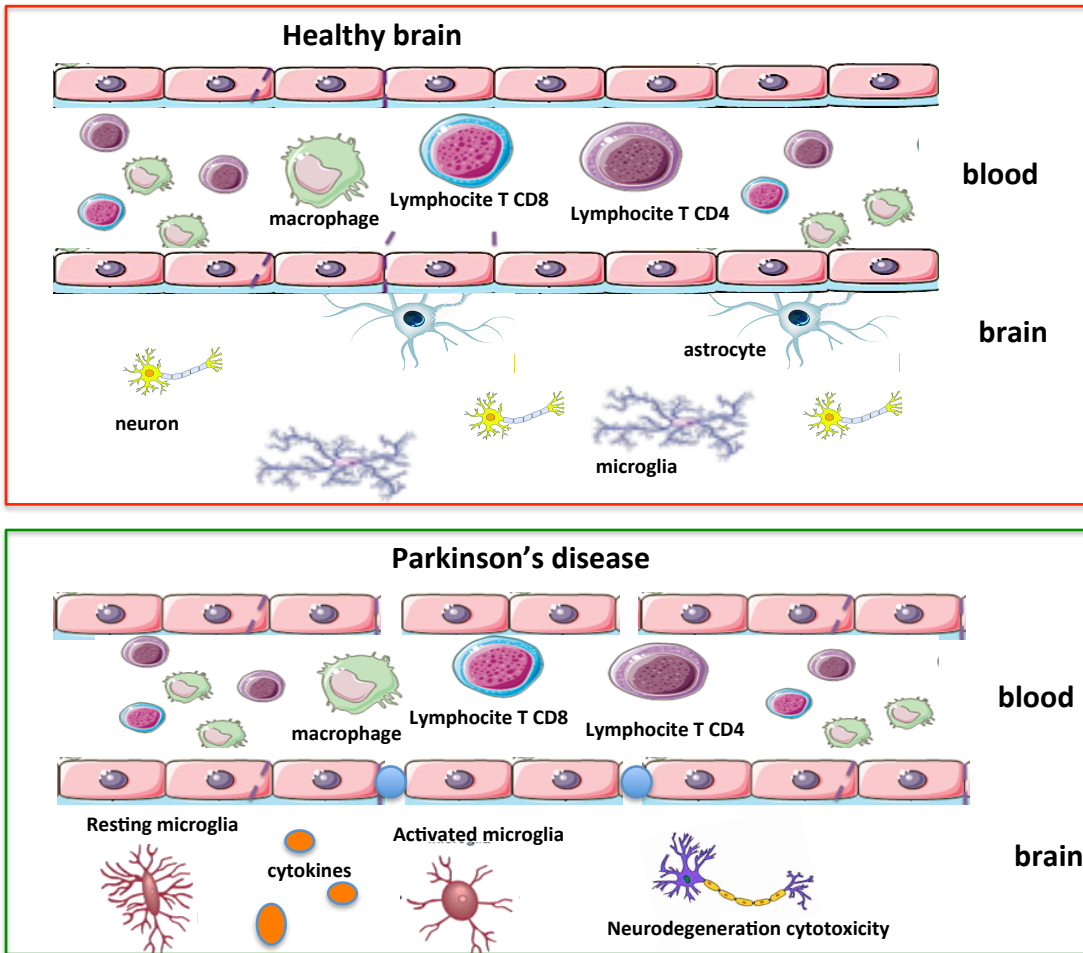 Healthy brain
blood
macrophage
Lymphocite T CD8
Lymphocite T CD4
brain
astrocyte
neuron
microglia
Parkinson's disease
blood
macrophage
Lymphocite T CD8
Lymphocite T CD4
Resting microglia
Activated microglia
brain
cytokines
Neurodegeneration cytotoxicity